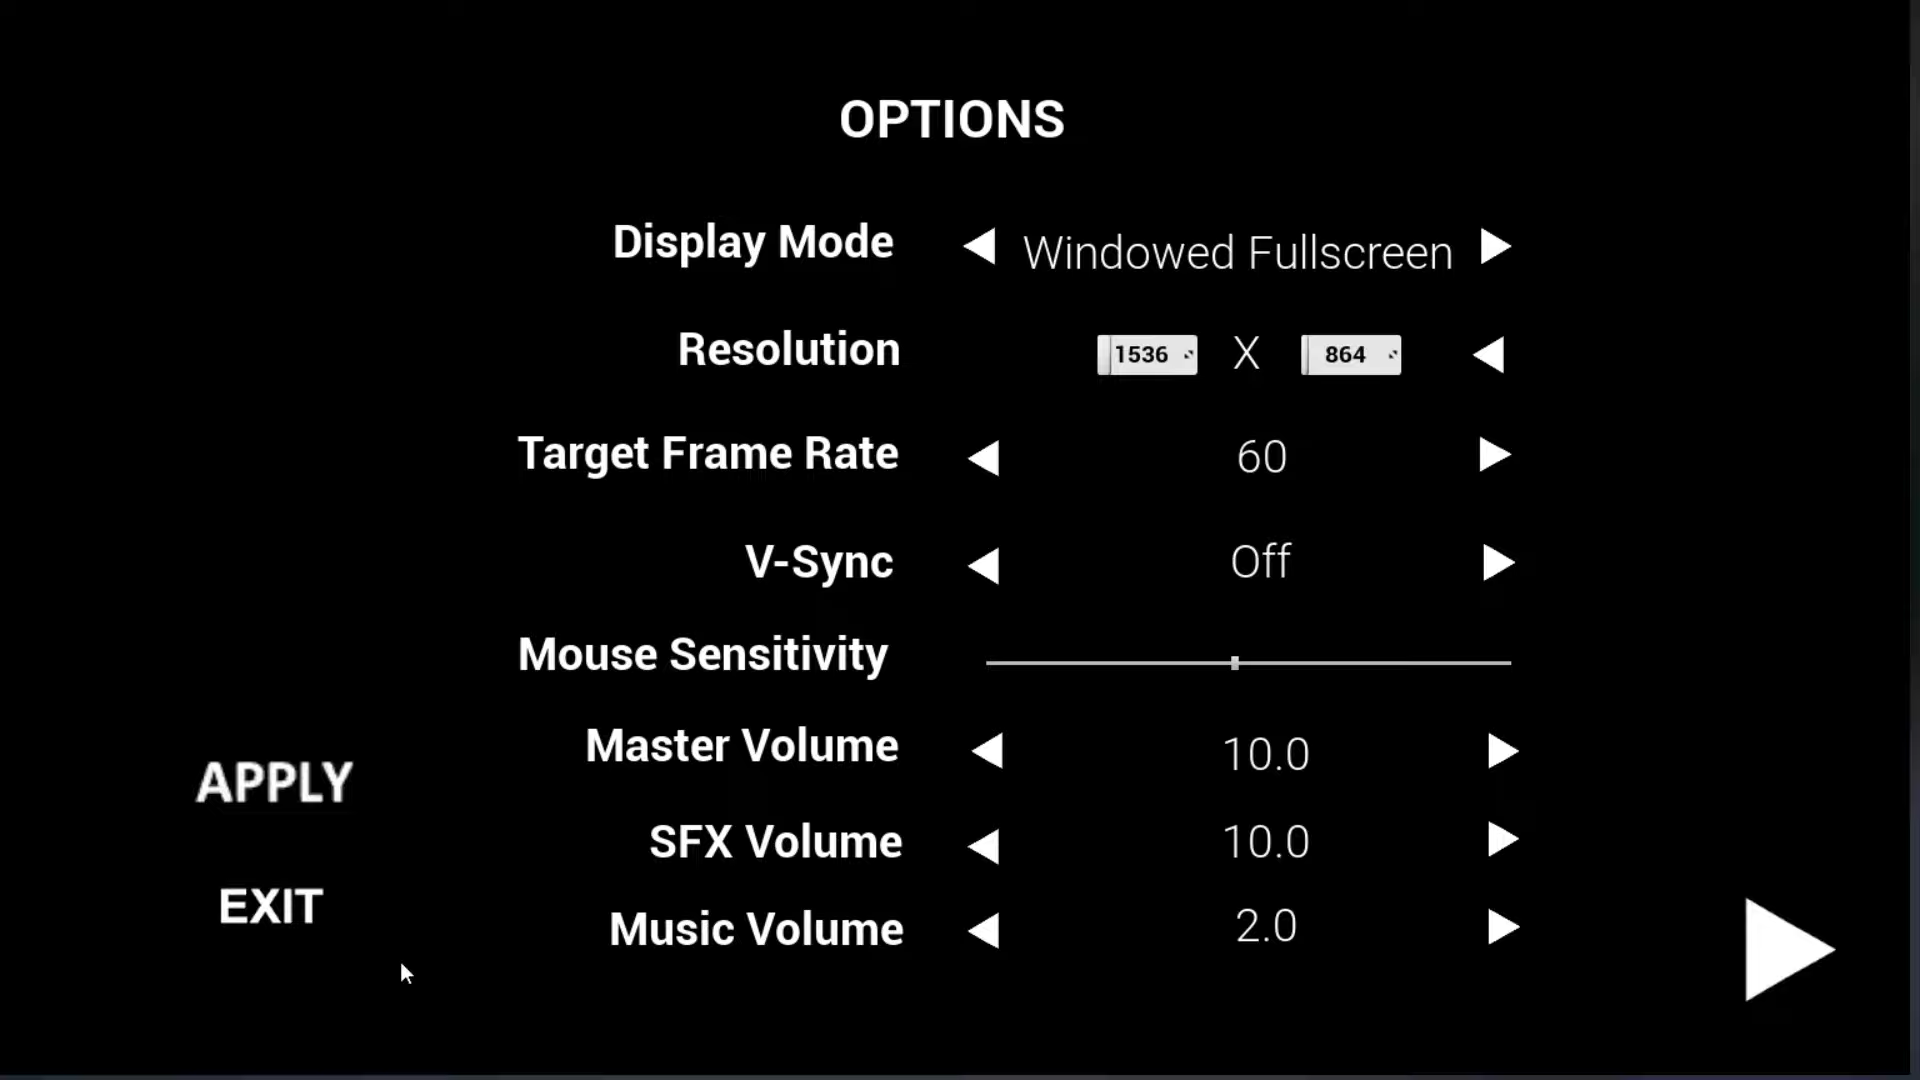 OPTIONS
Display Mode Windowed Fullscreen
Resolution 1536 X 864
Target Frame Rate 60
V-Sync Off
Mouse Sensitivity
Master Volume 10.0
APPLY
SFX Volume 10.0
EXIT
Music Volume 2.0